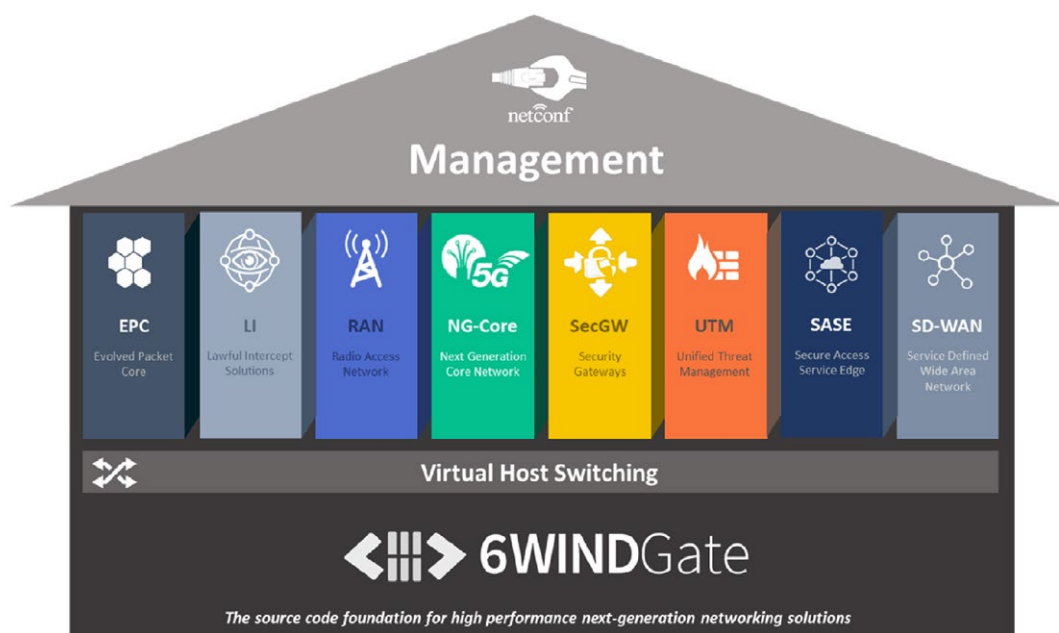 netconf
Management
5G
EPC
Evolved Packet
Core
LI
Lawful Intercept
Solutions
RAN
Radio Access
Network
NG-Core
Next Generation
Core Network
SecGW
Security
Gateways
UTM
Unified Threat
Management
SASE
Secure Access
Service Edge
SD-WAN
Service Defined
Wide Area
Network
Virtual Host Switching
6WINDGate
The source code foundation for high performance next-generation networking solutions